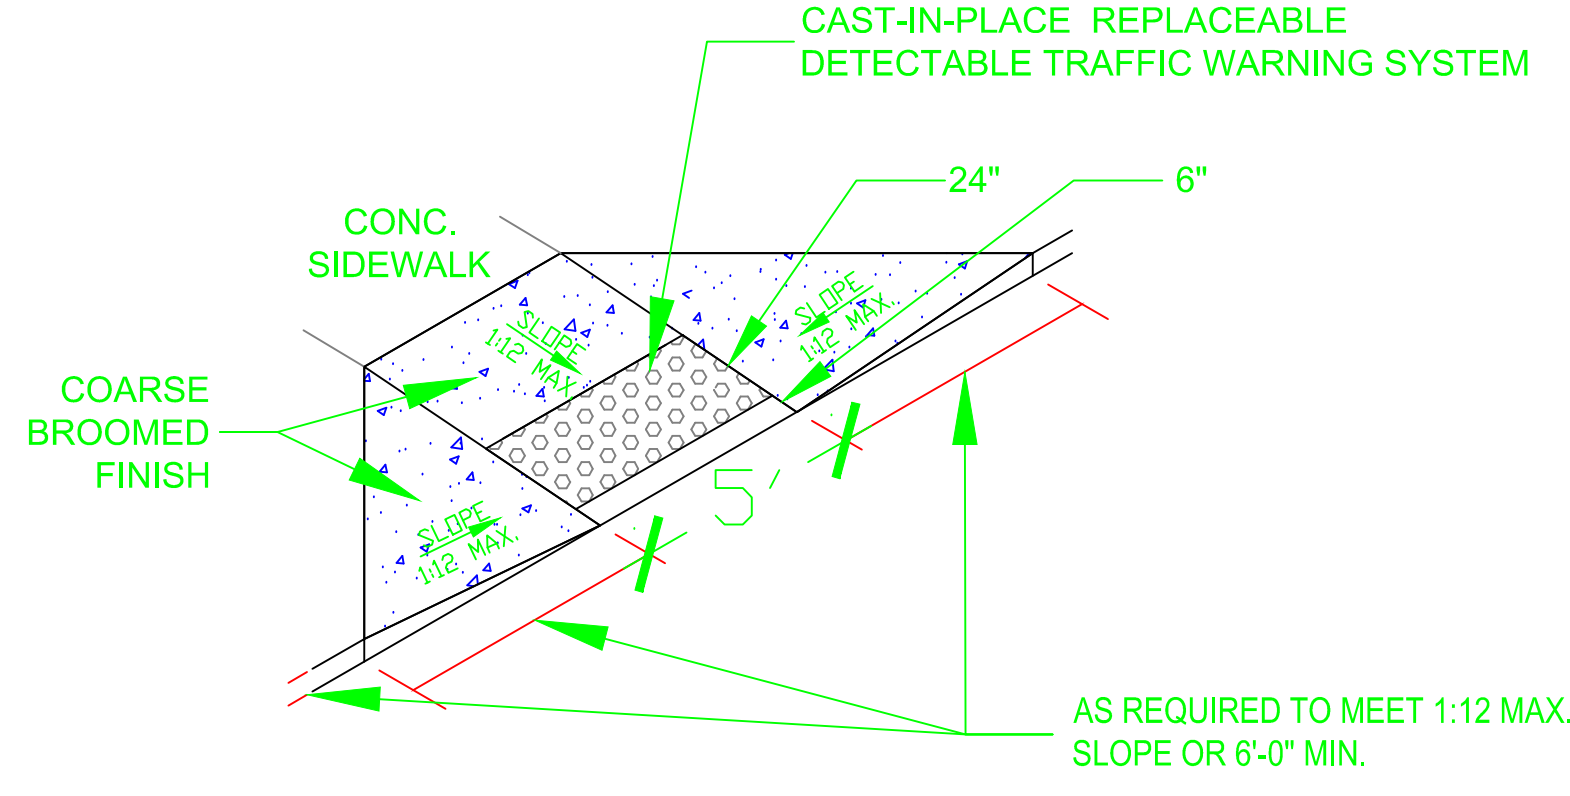 CAST-IN-PLACE REPLACEABLE
DETECTABLE TRAFFIC WARNING SYSTEM
24"
6"
CONC.
SIDEWALK
SLOPE
1:12 MAX.
SLOPE
1:12 MAX.
COARSE
BROOMED
FINISH
SLOPE
1:12 MAX.
5'
AS REQUIRED TO MEET 1:12 MAX.
SLOPE OR 6'-0" MIN.